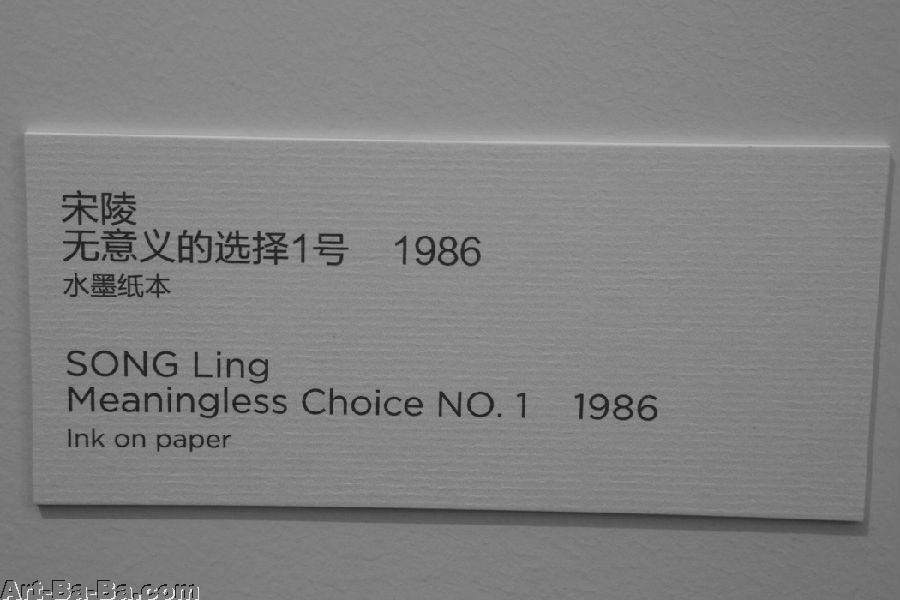 宋陵
无意义的选择1号 1986
水墨纸本
SONG Ling
Meaningless Choice NO. 1 1986
Ink on paper
Art-Ba-Ba.com